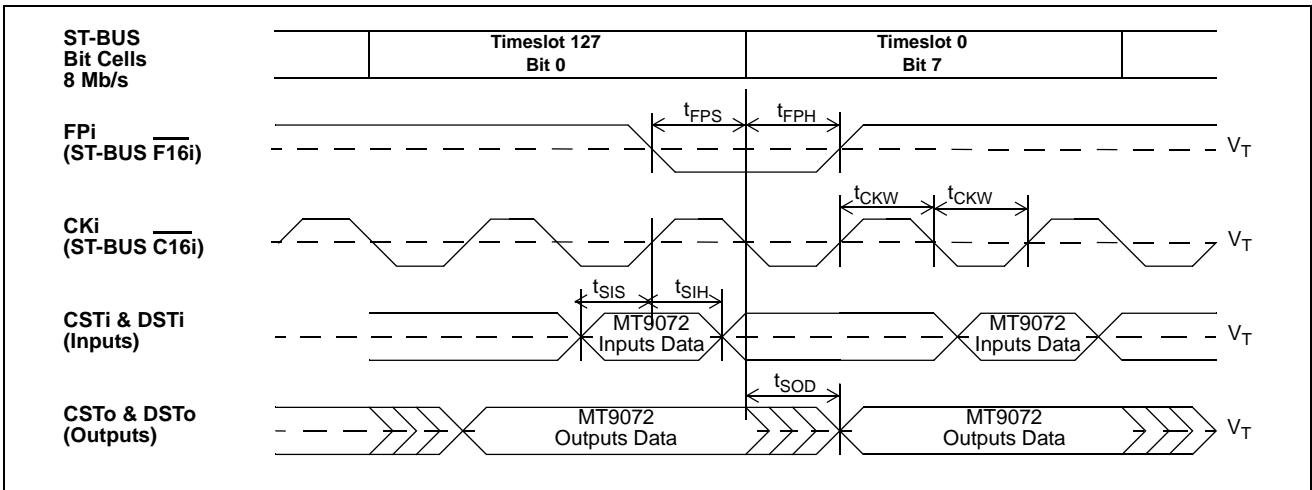 ST-BUS
Bit Cells
8 Mb/s
Timeslot 127
Bit 0
Timeslot 0
Bit 7
FPi
(ST-BUS F16i)
tFPS
tFPH
VT
CKi
(ST-BUS C16i)
tCKW
tCKW
VT
CSTi & DSTi
(Inputs)
tSIS
tSIH
MT9072
Inputs Data
MT9072
Inputs Data
VT
CSTo & DSTo
(Outputs)
tSOD
MT9072
Outputs Data
MT9072
Outputs Data
VT